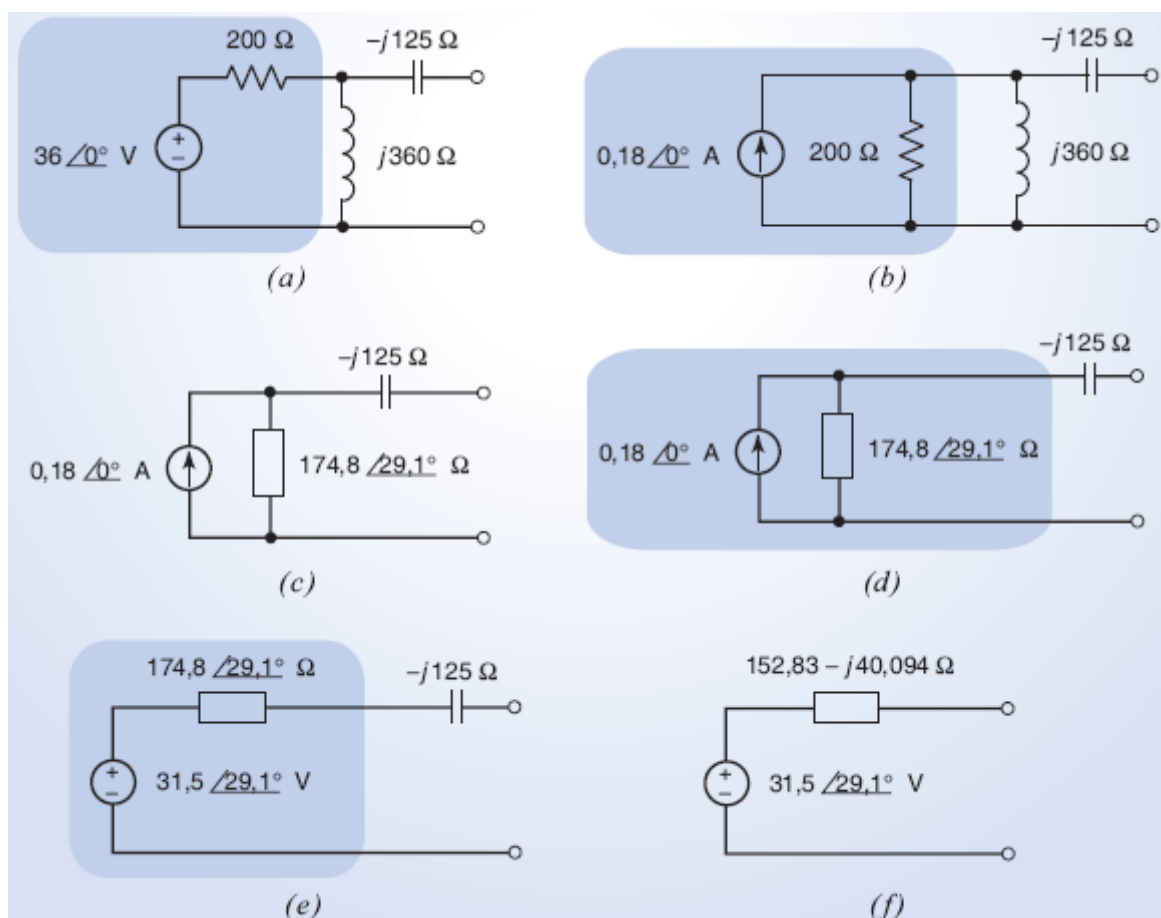 200 Ω
−j125 Ω
36 ∠0° V
+
−
j360 Ω
(a)
−j125 Ω
0,18 ∠0° A
200 Ω
j360 Ω
(b)
−j125 Ω
0,18 ∠0° A
174,8 ∠29,1° Ω
(c)
−j125 Ω
0,18 ∠0° A
174,8 ∠29,1° Ω
(d)
174,8 ∠29,1° Ω
−j125 Ω
+
−
31,5 ∠29,1° V
(e)
152,83 − j40,094 Ω
+
−
31,5 ∠29,1° V
(f)